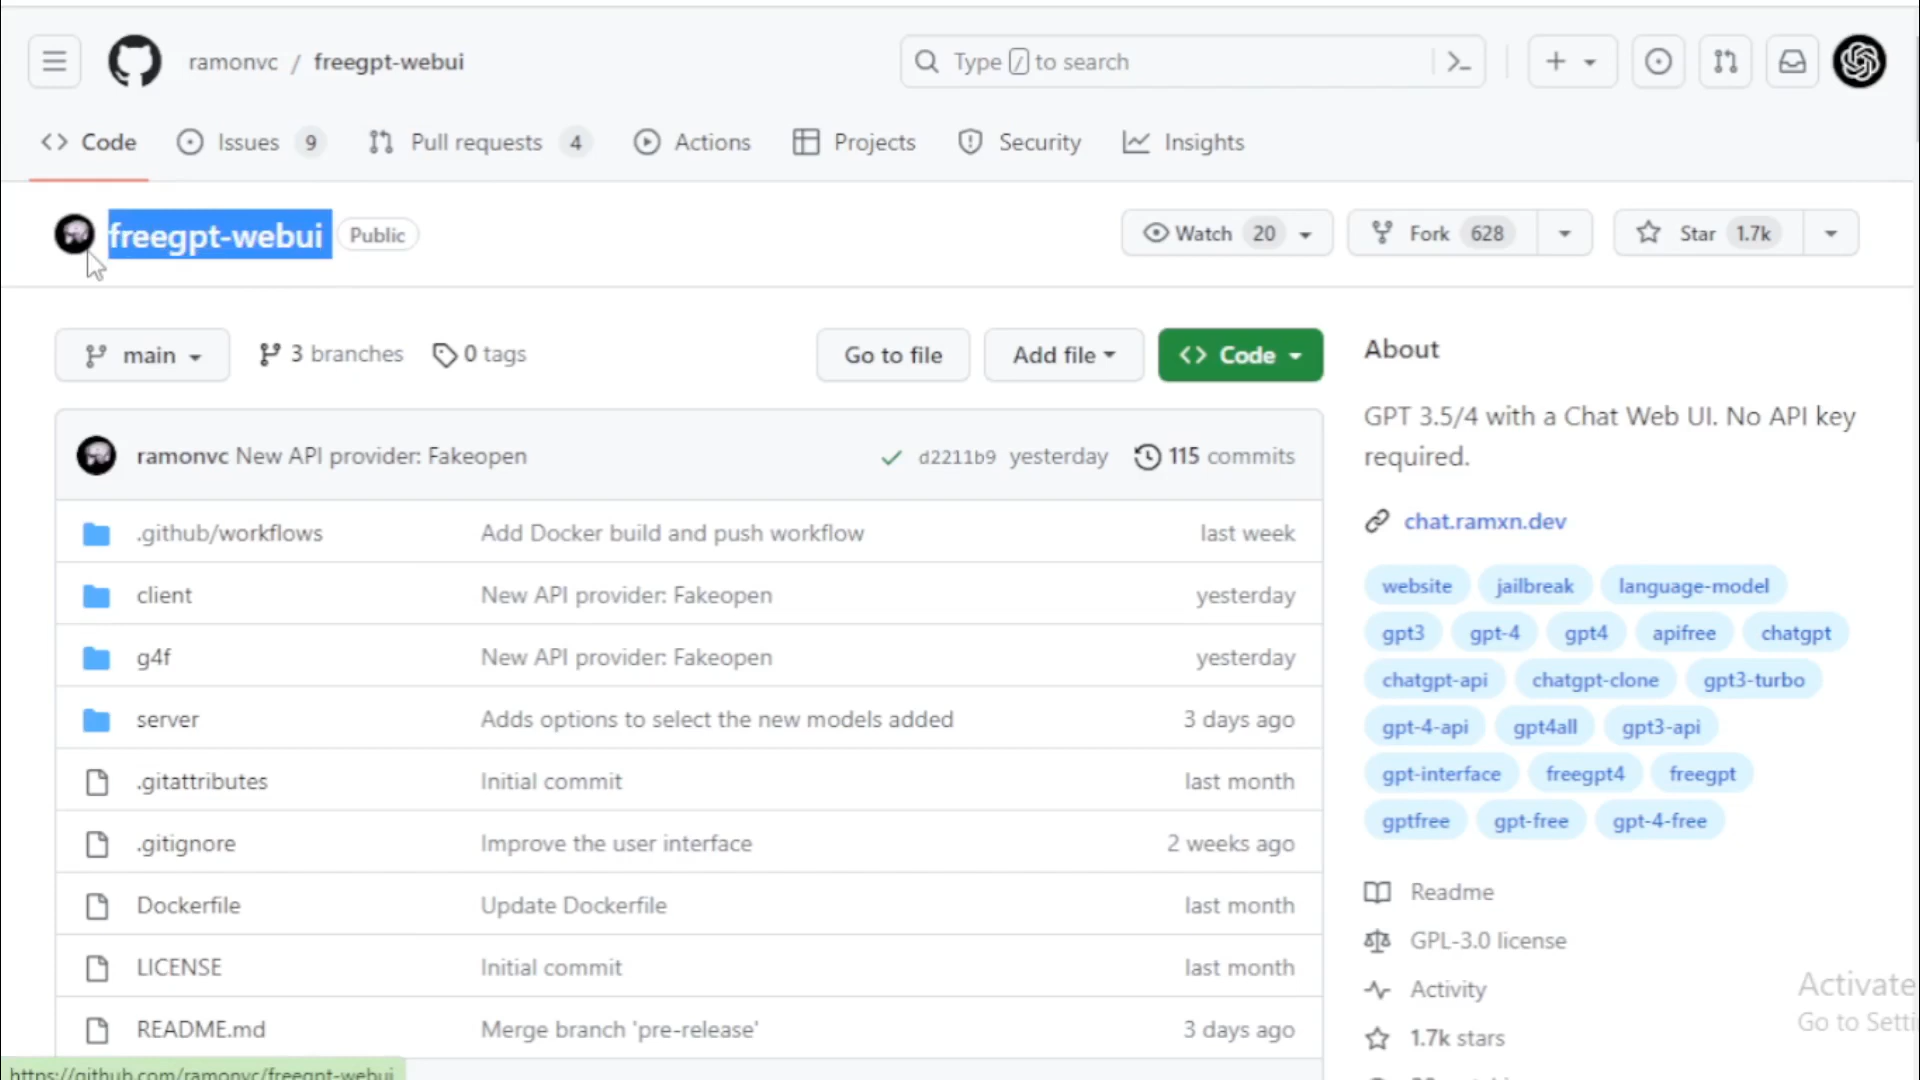 ramonvc / freegpt-webui
Type / to search
Code
Issues 9
Pull requests 4
Actions
Projects
Security
Insights
freegpt-webui
Public
Watch 20
Fork 628
Star 1.7k
main
3 branches
0 tags
Go to file
Add file
<> Code
ramonvc New API provider: Fakeopen
d2211b9 yesterday
115 commits
.github/workflows Add Docker build and push workflow last week
client New API provider: Fakeopen yesterday
g4f New API provider: Fakeopen yesterday
server Adds options to select the new models added 3 days ago
.gitattributes Initial commit last month
.gitignore Improve the user interface 2 weeks ago
Dockerfile Update Dockerfile last month
LICENSE Initial commit last month
README.md Merge branch 'pre-release' 3 days ago
About
GPT 3.5/4 with a Chat Web UI. No API key
required.
chat.ramxn.dev
website jailbreak language-model
gpt3 gpt-4 gpt4 apifree chatgpt
chatgpt-api chatgpt-clone gpt3-turbo
gpt-4-api gpt4all gpt3-api
gpt-interface freegpt4 freegpt
gptfree gpt-free gpt-4-free
Readme
GPL-3.0 license
Activity
1.7k stars
Activate
Go to Setti
https://github.com/ramonvc/freegpt-webui